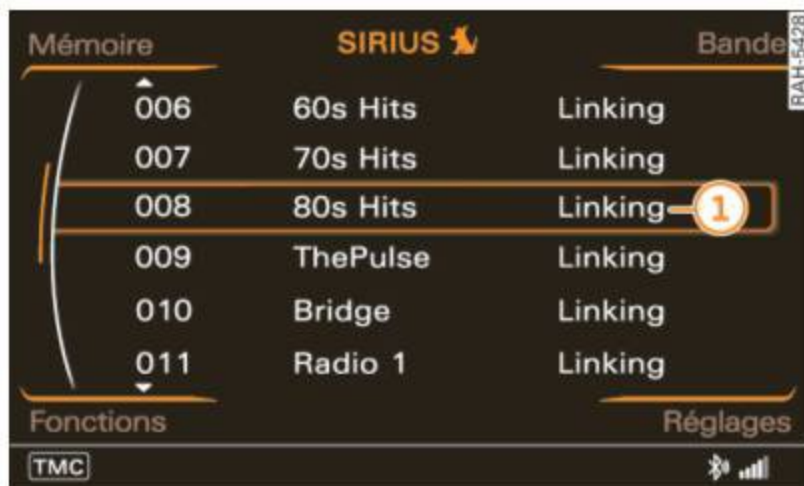 Mémoire SIRIUS Bande
006 60s Hits Linking
007 70s Hits Linking
008 80s Hits Linking 1
009 ThePulse Linking
010 Bridge Linking
011 Radio 1 Linking
Fonctions Réglages
TMC
RAH-5428